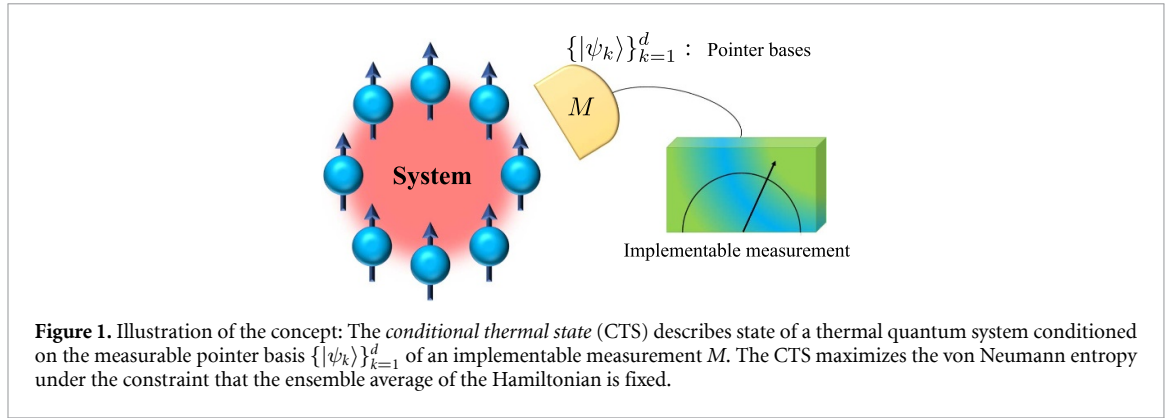 {|ψ_k⟩}_{k=1}^d : Pointer bases
M
System
Implementable measurement
Figure 1. Illustration of the concept: The conditional thermal state (CTS) describes state of a thermal quantum system conditioned
on the measurable pointer basis {|ψ_k⟩}_{k=1}^d of an implementable measurement M. The CTS maximizes the von Neumann entropy
under the constraint that the ensemble average of the Hamiltonian is fixed.